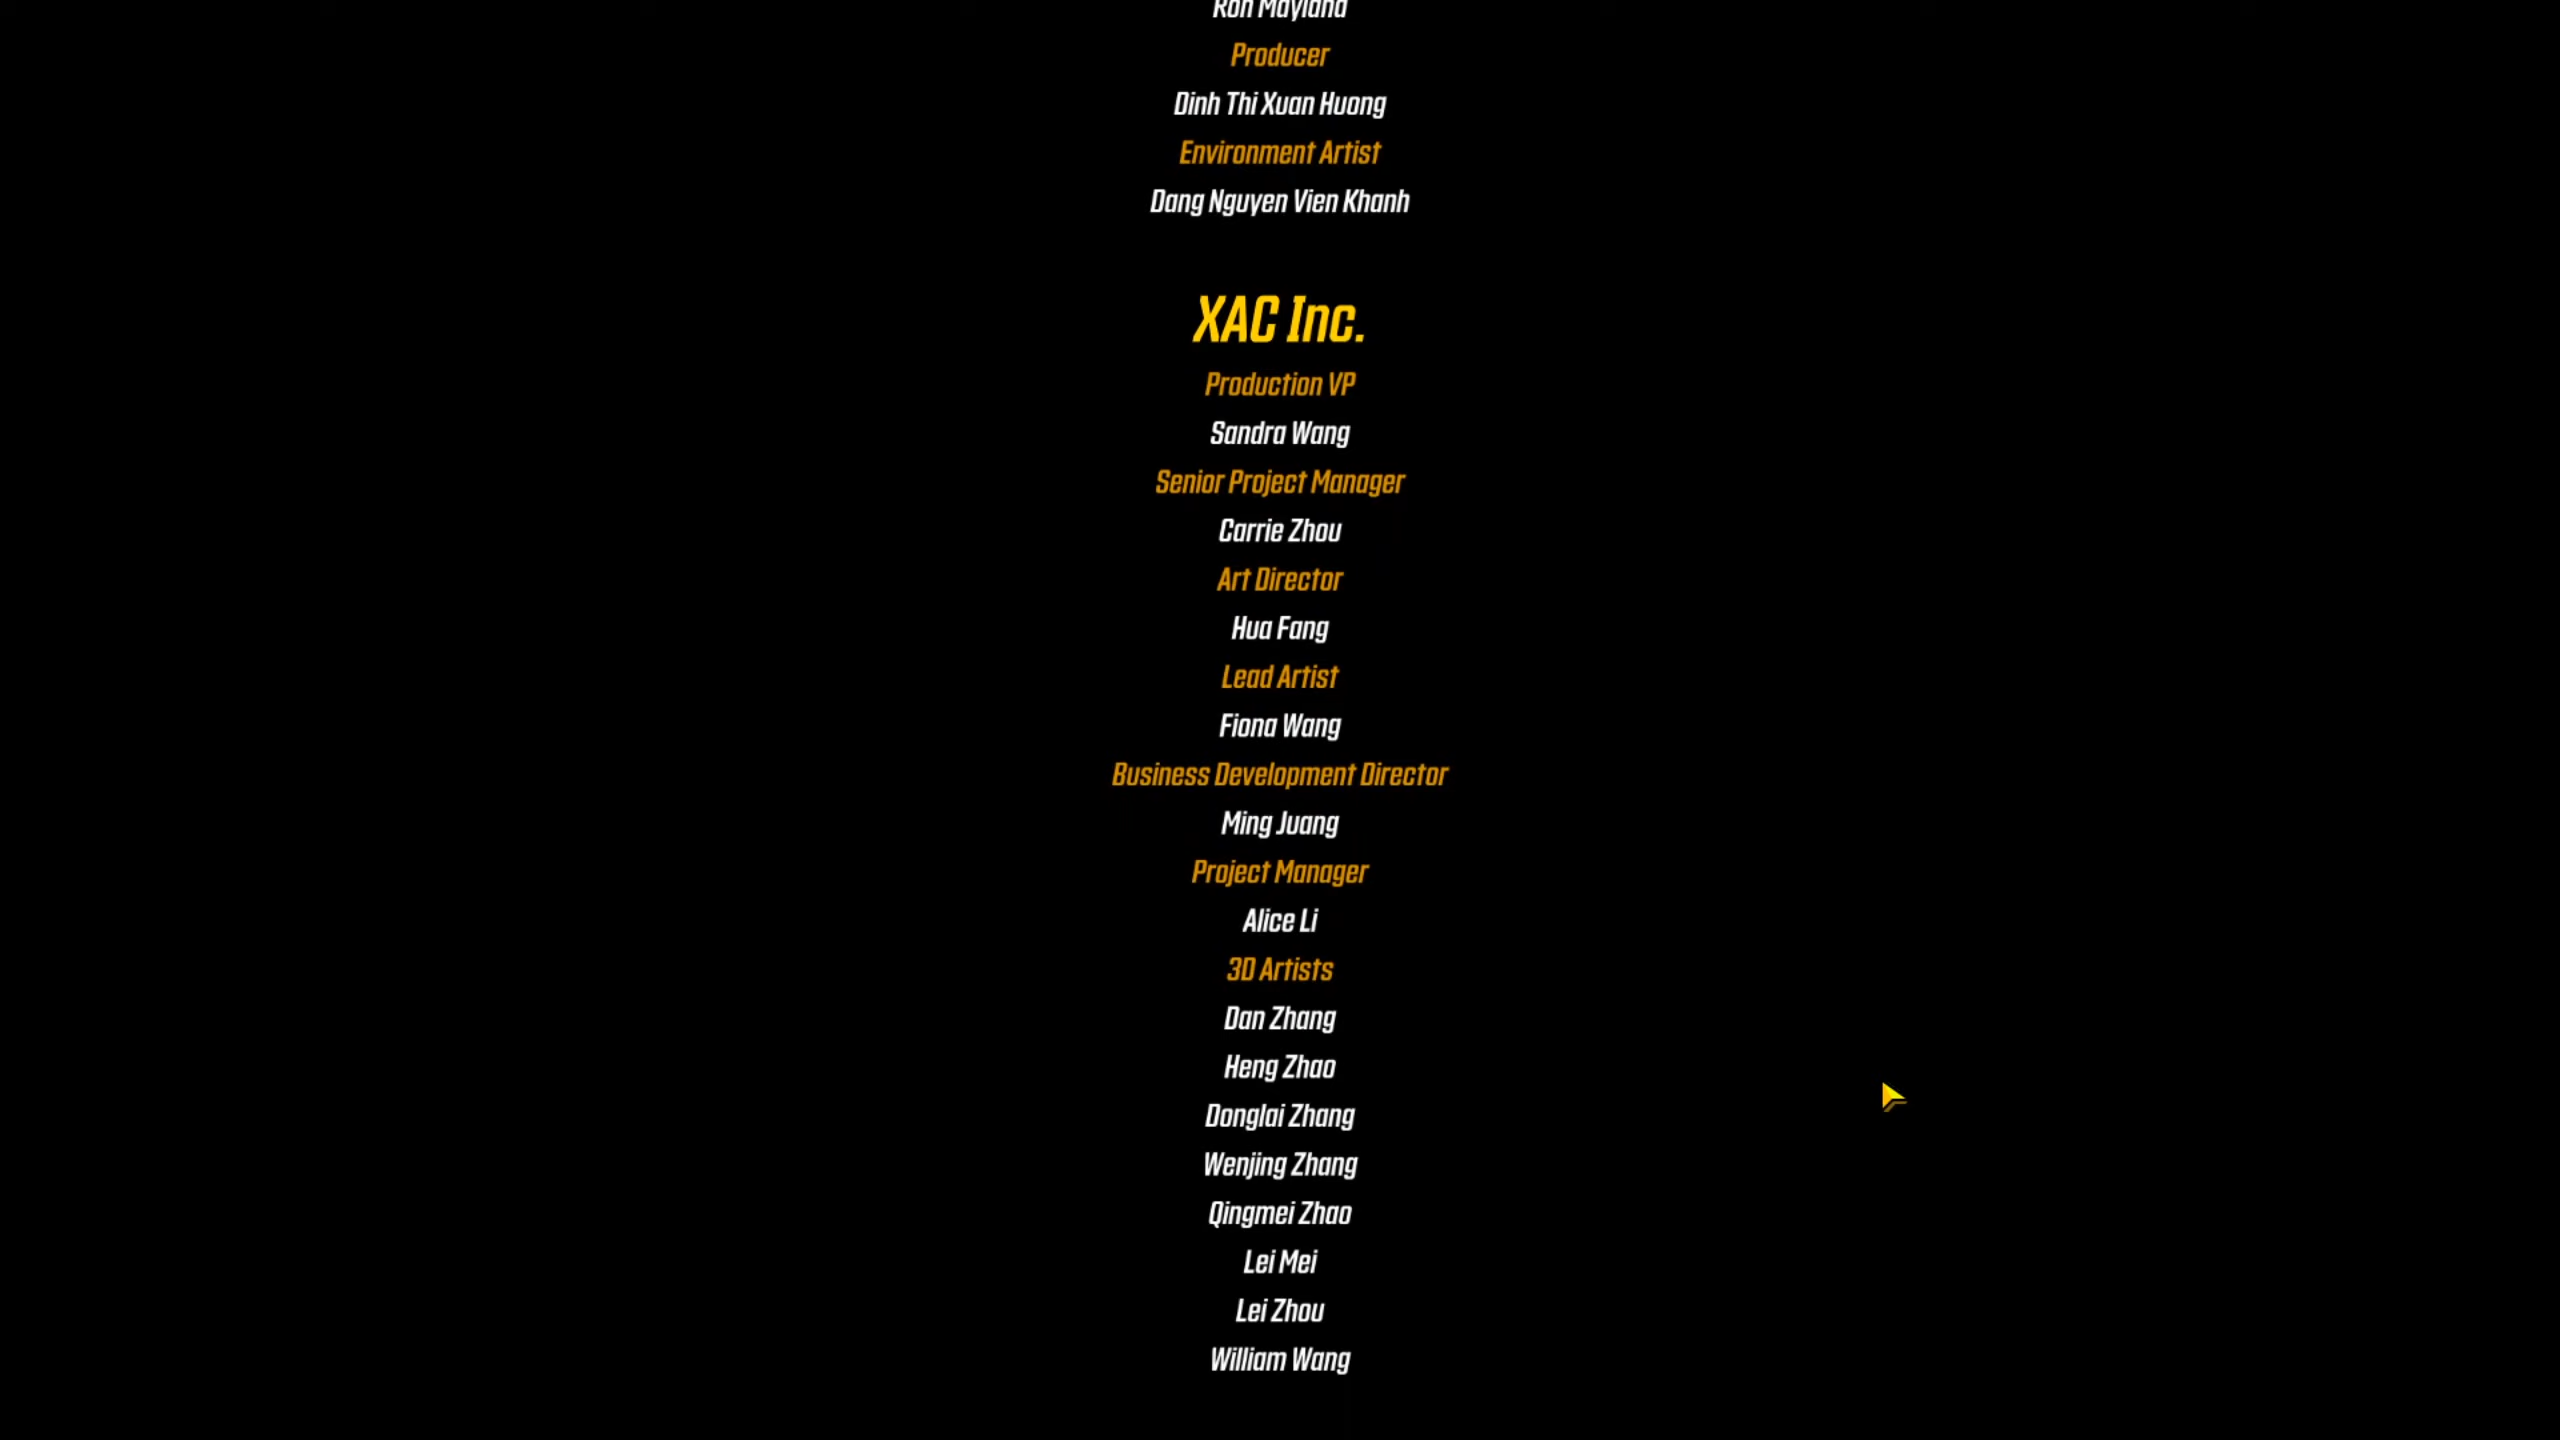 Ron Mayland
Producer
Dinh Thi Xuan Huong
Environment Artist
Dang Nguyen Vien Khanh
XAC Inc.
Production VP
Sandra Wang
Senior Project Manager
Carrie Zhou
Art Director
Hua Fang
Lead Artist
Fiona Wang
Business Development Director
Ming Juang
Project Manager
Alice Li
3D Artists
Dan Zhang
Heng Zhao
Donglai Zhang
Wenjing Zhang
Qingmei Zhao
Lei Mei
Lei Zhou
William Wang